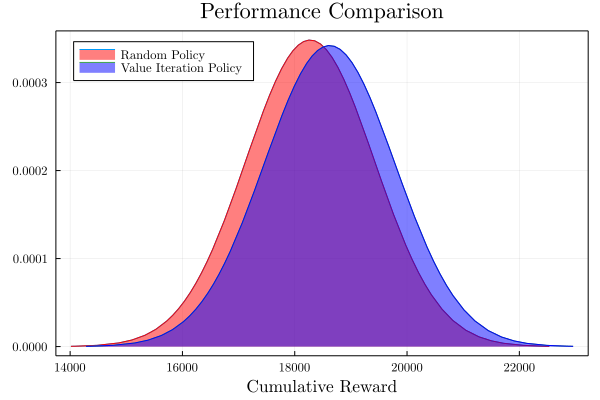 Performance Comparison
Random Policy
Value Iteration Policy
0.0003
0.0002
0.0001
0.0000
14000 16000 18000 20000 22000
Cumulative Reward